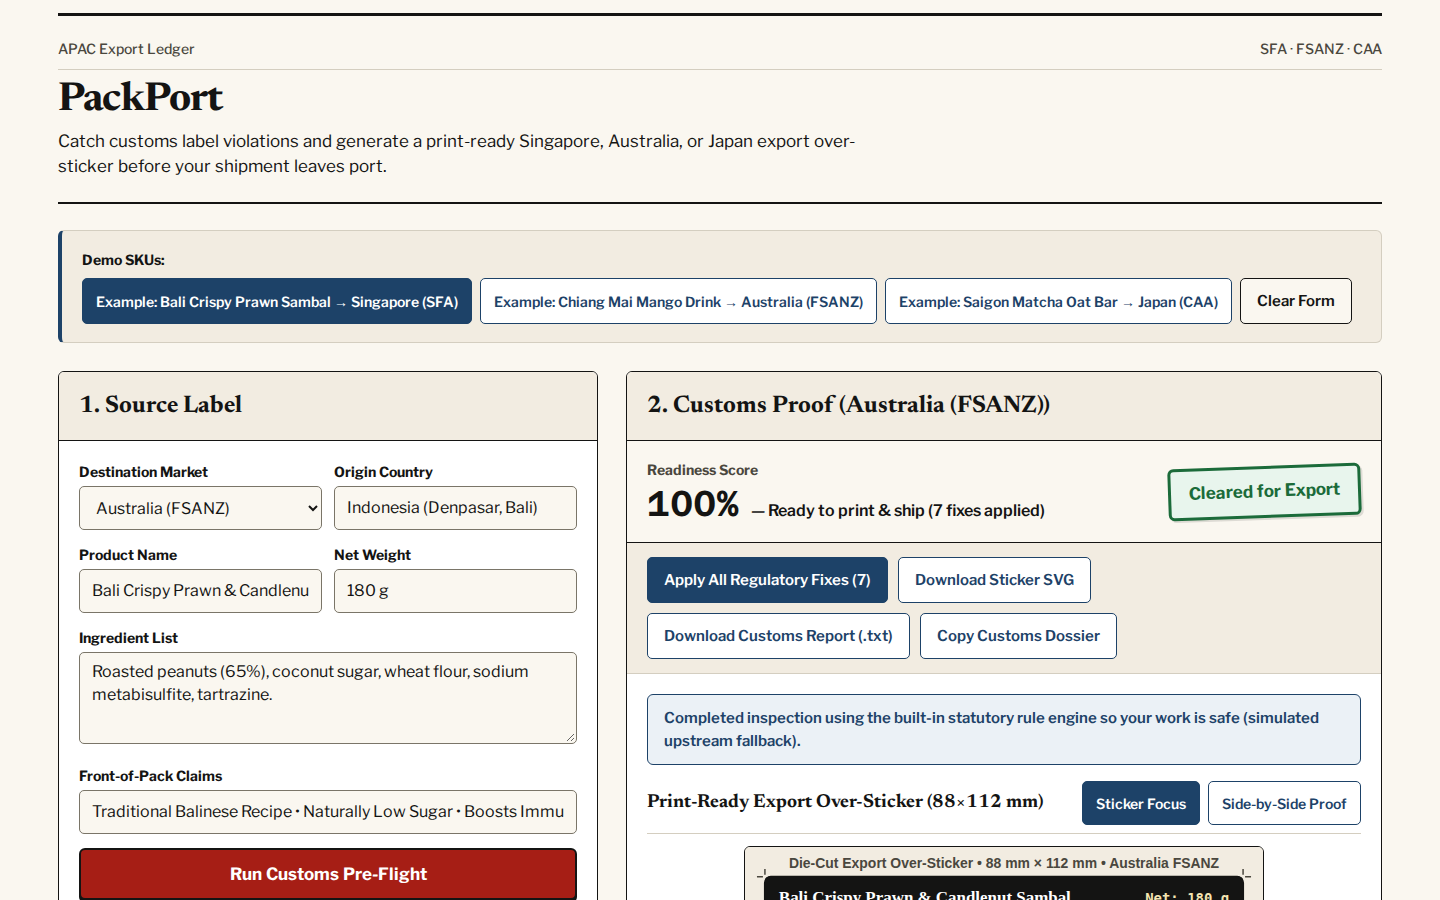 APAC Export Ledger
SFA · FSANZ · CAA
PackPort
Catch customs label violations and generate a print-ready Singapore, Australia, or Japan export over-
sticker before your shipment leaves port.
Demo SKUs:
Example: Bali Crispy Prawn Sambal → Singapore (SFA)
Example: Chiang Mai Mango Drink → Australia (FSANZ)
Example: Saigon Matcha Oat Bar → Japan (CAA)
Clear Form
1. Source Label
Destination Market
Origin Country
Australia (FSANZ)
Indonesia (Denpasar, Bali)
Product Name
Net Weight
Bali Crispy Prawn & Candlenu
180 g
Ingredient List
Roasted peanuts (65%), coconut sugar, wheat flour, sodium
metabisulfite, tartrazine.
Front-of-Pack Claims
Traditional Balinese Recipe • Naturally Low Sugar • Boosts Immu
Run Customs Pre-Flight
2. Customs Proof (Australia (FSANZ))
Readiness Score
100% — Ready to print & ship (7 fixes applied)
Cleared for Export
Apply All Regulatory Fixes (7)
Download Sticker SVG
Download Customs Report (.txt)
Copy Customs Dossier
Completed inspection using the built-in statutory rule engine so your work is safe (simulated
upstream fallback).
Print-Ready Export Over-Sticker (88×112 mm)
Sticker Focus
Side-by-Side Proof
Die-Cut Export Over-Sticker • 88 mm × 112 mm • Australia FSANZ
Bali Crispy Prawn & Candlenut Sambal
Net: 180 g